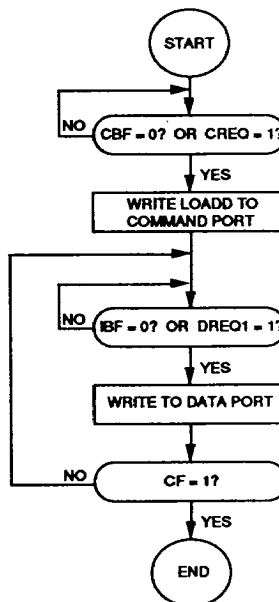 START
CBF = 0? OR CREQ = 1?
NO
YES
WRITE LOADD TO
COMMAND PORT
IBF = 0? OR DREQ1 = 1?
NO
YES
WRITE TO DATA PORT
NO
CF = 1?
YES
END